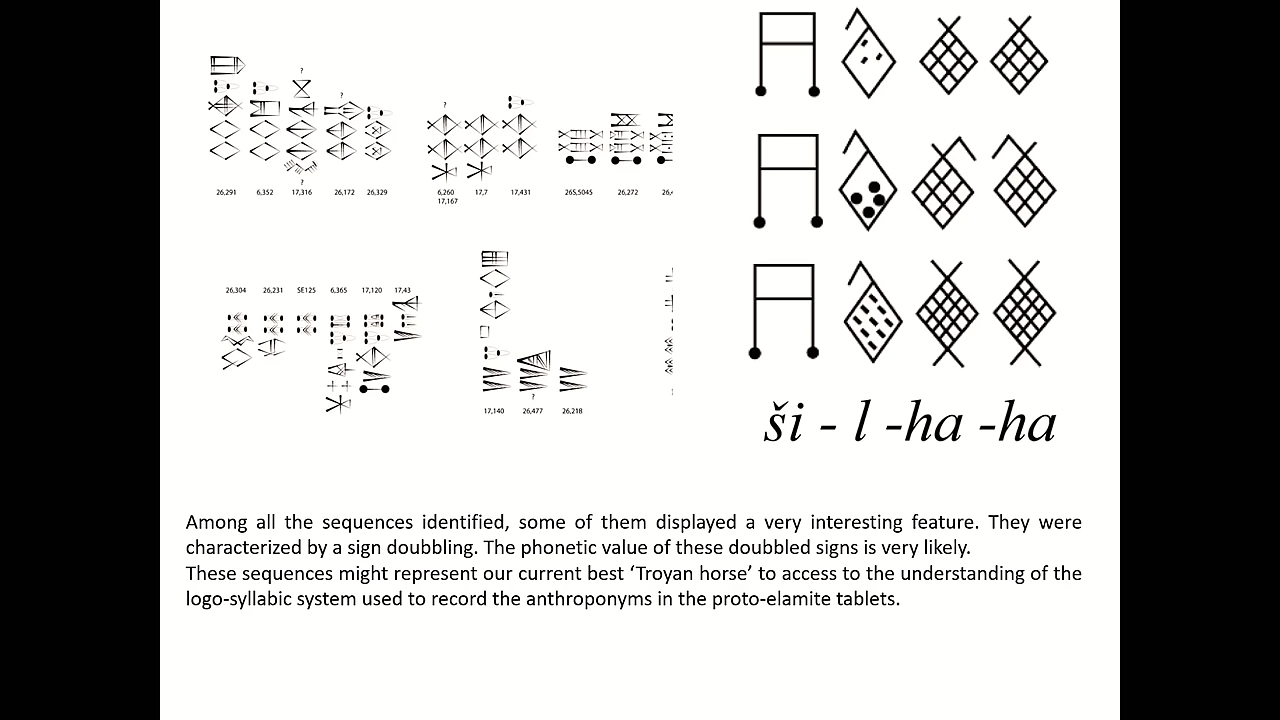 ?
?
?
?
26,291 6,352 17,316 26,172 26,329
?
6,260 17,7 17,431
17,167
26S,5045 26,272 26,4
26,304 26,231 SE125 6,365 17,120 17,43
?
17,140 26,477 26,218
ši - l -ha -ha
Among all the sequences identified, some of them displayed a very interesting feature. They were
characterized by a sign doubbling. The phonetic value of these doubbled signs is very likely.
These sequences might represent our current best ‘Troyan horse’ to access to the understanding of the
logo-syllabic system used to record the anthroponyms in the proto-elamite tablets.